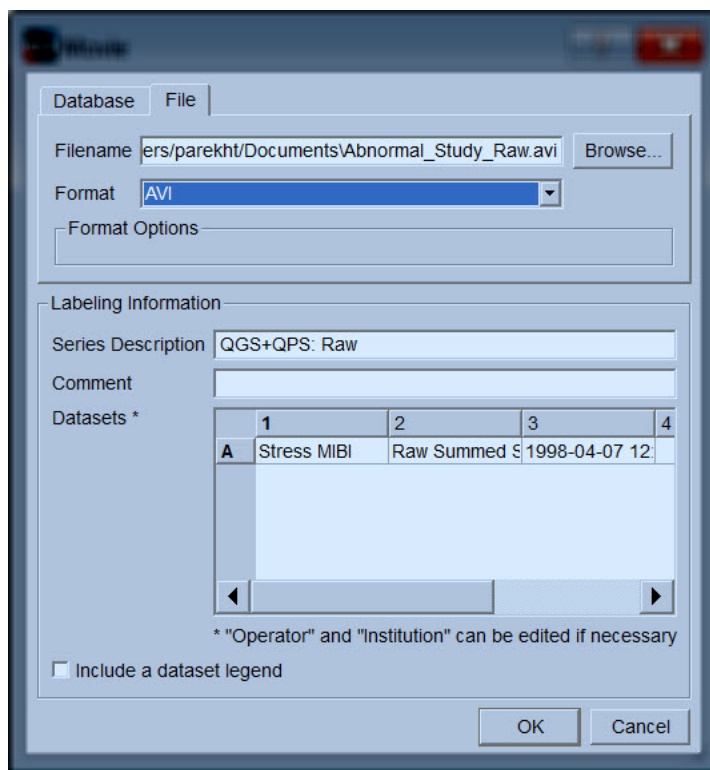 Movie
Database File
Filename ers/parekht/Documents\Abnormal_Study_Raw.avi Browse...
Format AVI
Format Options
Labeling Information
Series Description QGS+QPS: Raw
Comment
Datasets *
1 2 3 4
A Stress MIBI Raw Summed S 1998-04-07 12:
* "Operator" and "Institution" can be edited if necessary
Include a dataset legend
OK Cancel